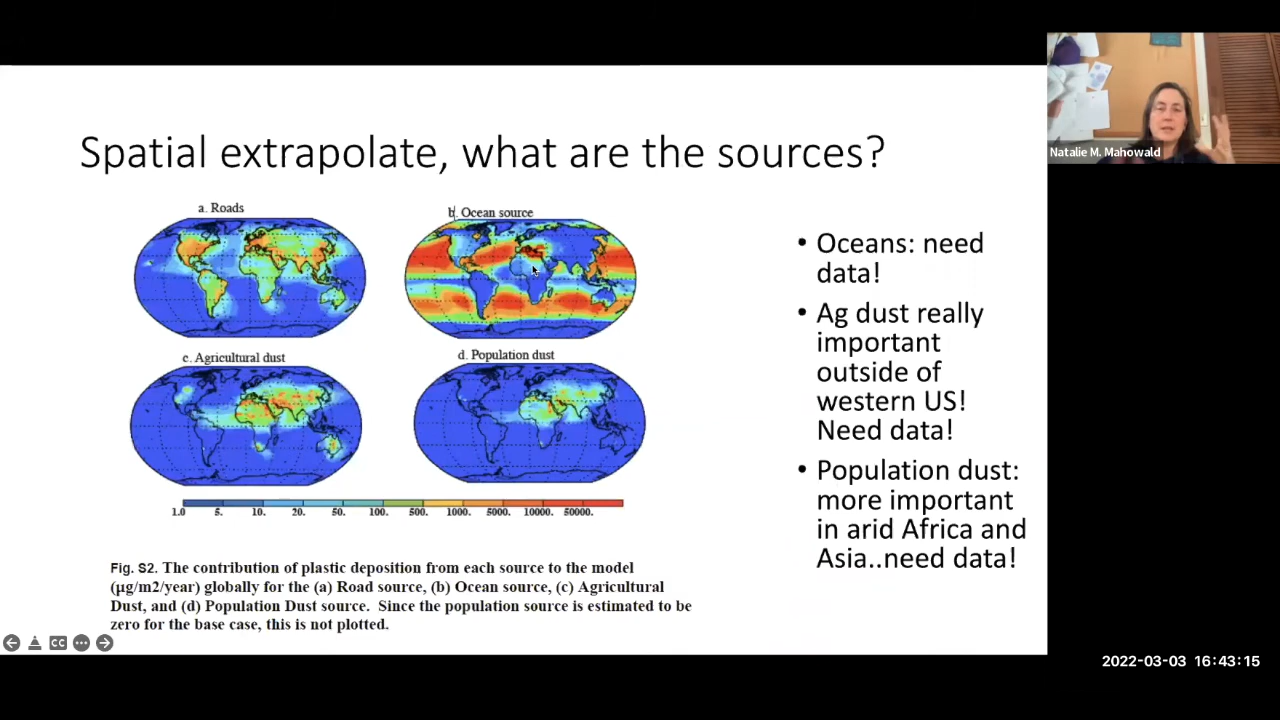 Spatial extrapolate, what are the sources?
a. Roads
b. Ocean source
c. Agricultural dust
d. Population dust
1.0 5. 10. 20. 50. 100. 500. 1000. 5000. 10000. 50000.
Fig. S2. The contribution of plastic deposition from each source to the model
(µg/m2/year) globally for the (a) Road source, (b) Ocean source, (c) Agricultural
Dust, and (d) Population Dust source. Since the population source is estimated to be
zero for the base case, this is not plotted.
• Oceans: need
data!
• Ag dust really
important
outside of
western US!
Need data!
• Population dust:
more important
in arid Africa and
Asia..need data!
CC
Natalie M. Mahowald
2022-03-03 16:43:15